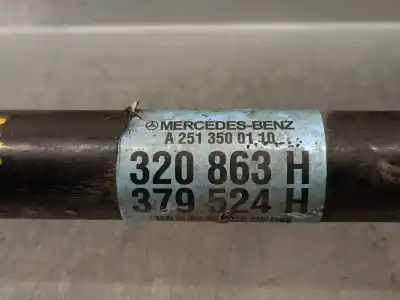 MERCEDES-BENZ
A 251 350 01 10
320 863 H
379 524 H